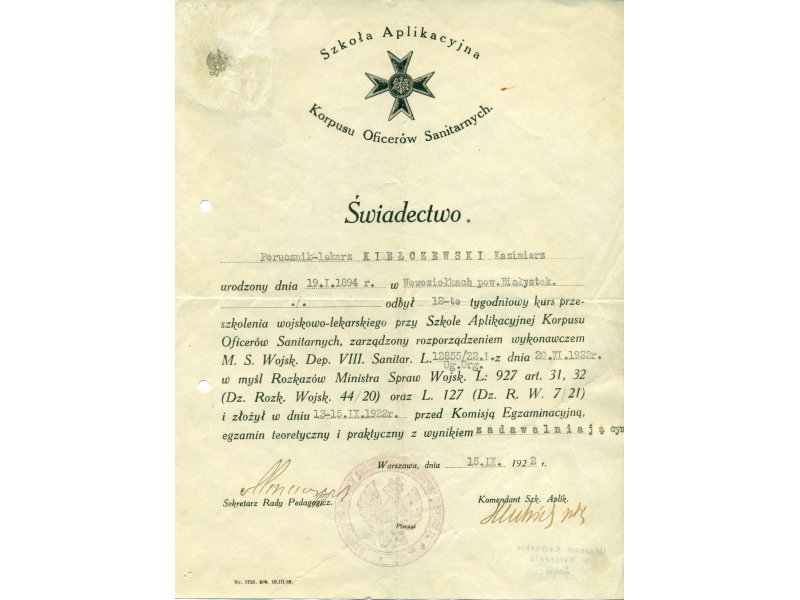 Szkoła Aplikacyjna
Korpusu Oficerów Sanitarnych.
Świadectwo.
Porucznik-lekarz KIEŁCZEWSKI Kazimierz
urodzony dnia 19.I.1894 r. w Nowosiołkach pow.Białystok.
./. odbył 12-to tygodniowy kurs prze-
szkolenia wojskowo-lekarskiego przy Szkole Aplikacyjnej Korpusu
Oficerów Sanitarnych, zarządzony rozporządzeniem wykonawczem
M. S. Wojsk. Dep. VIII. Sanitar. L. 12855/22.I. z dnia 20.VI.1922r.
Og.Org.
w myśl Rozkazów Ministra Spraw Wojsk. L: 927 art. 31, 32
(Dz. Rozk. Wojsk. 44/20) oraz L. 127 (Dz. R. W. 7/21)
i złożył w dniu 13-15.IX.1922r. przed Komisją Egzaminacyjną,
egzamin teoretyczny i praktyczny z wynikiem zadawalniającym
Warszawa, dnia 15.IX. 1922 r.
Sekretarz Rady Pedagogicz.
Komendant Szk. Aplik.
Pieczęć